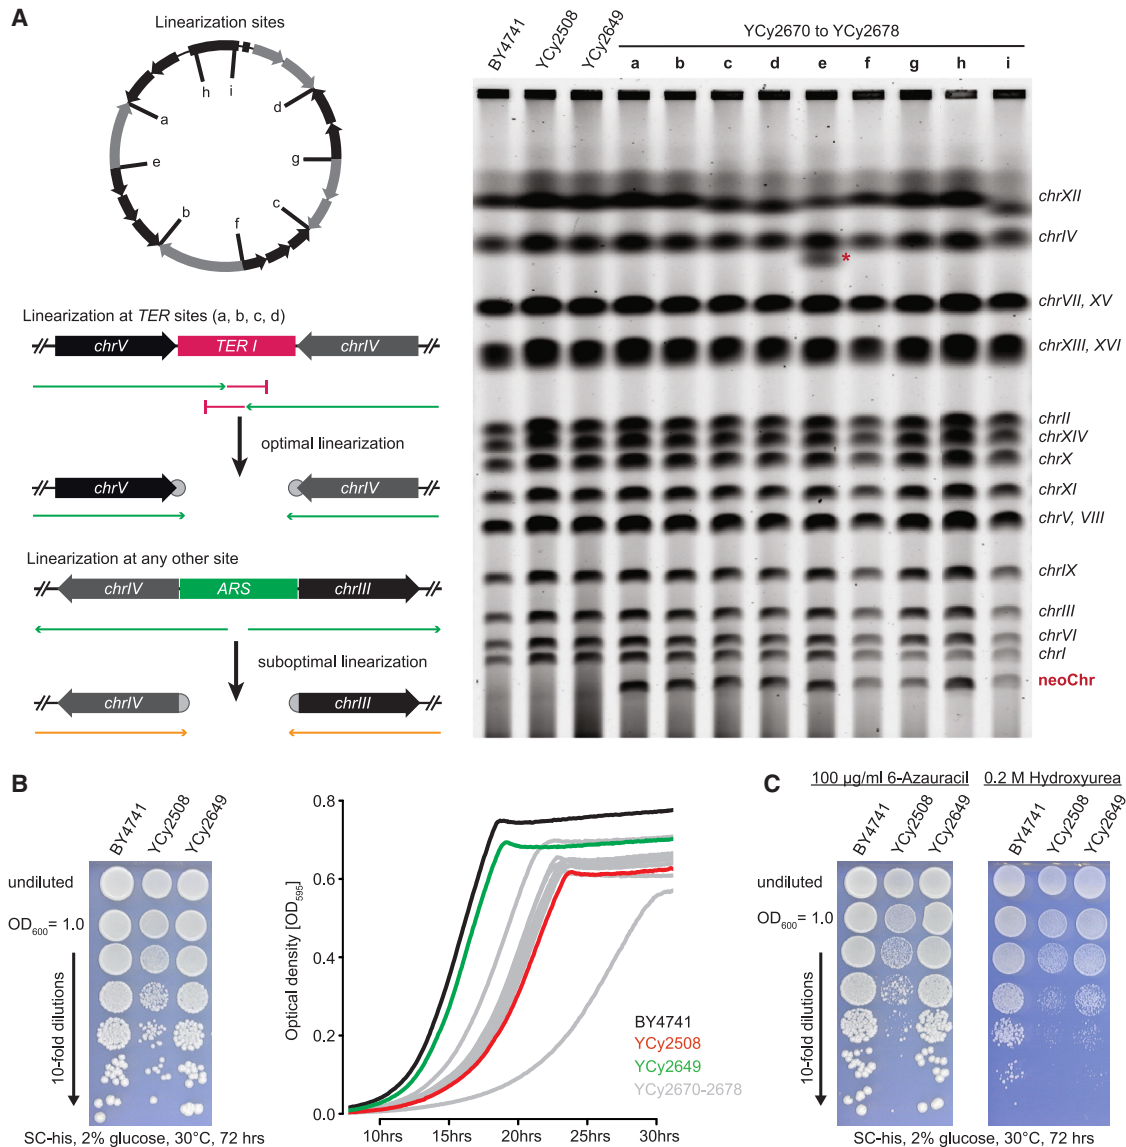 A
Linearization sites
h
i
a
d
e
g
b
f
c
Linearization at TER sites (a, b, c, d)
chrV
TER I
chrIV
optimal linearization
chrV
chrIV
Linearization at any other site
chrIV
ARS
chrIII
suboptimal linearization
chrIV
chrIII
BY4741
YCy2508
YCy2649
YCy2670 to YCy2678
a b c d e f g h i
chrXII
chrIV
*
chrVII, XV
chrXIII, XVI
chrII
chrXIV
chrX
chrXI
chrV, VIII
chrIX
chrIII
chrVI
chrI
neoChr
B
BY4741
YCy2508
YCy2649
undiluted
OD600= 1.0
10-fold dilutions
SC-his, 2% glucose, 30°C, 72 hrs
Optical density [OD595]
0.8
0.6
0.4
0.2
0.0
10hrs 15hrs 20hrs 25hrs 30hrs
BY4741
YCy2508
YCy2649
YCy2670-2678
C
100 µg/ml 6-Azauracil
0.2 M Hydroxyurea
BY4741
YCy2508
YCy2649
BY4741
YCy2508
YCy2649
undiluted
OD600= 1.0
10-fold dilutions
SC-his, 2% glucose, 30°C, 72 hrs